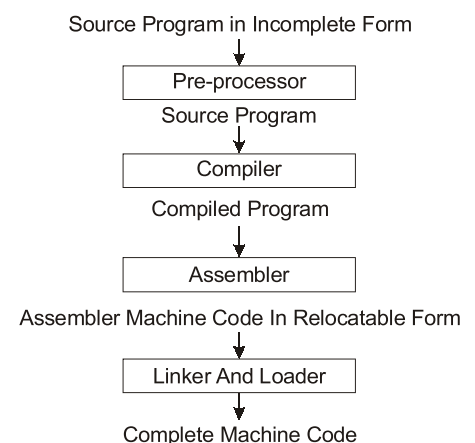 Source Program in Incomplete Form
Pre-processor
Source Program
Compiler
Compiled Program
Assembler
Assembler Machine Code In Relocatable Form
Linker And Loader
Complete Machine Code